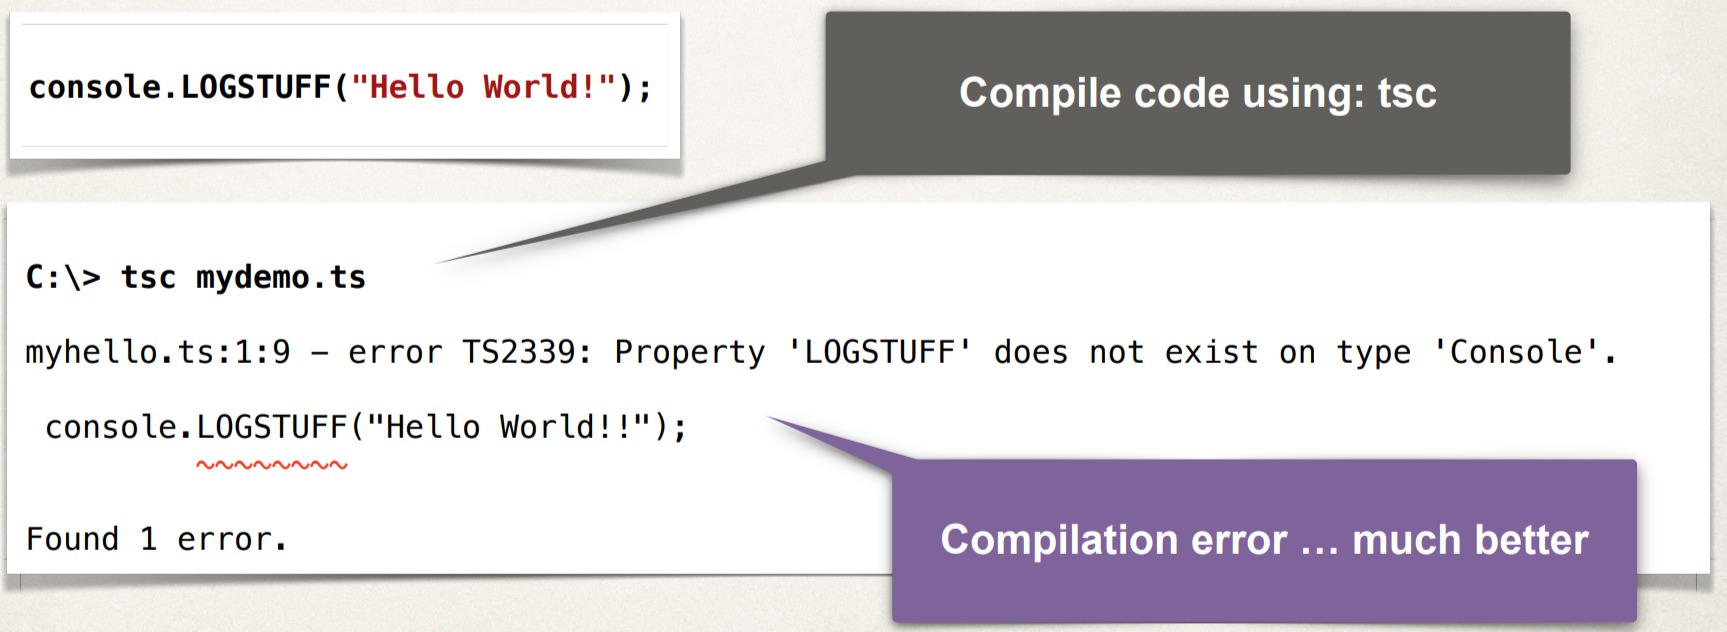 console.LOGSTUFF("Hello World!");
Compile code using: tsc
C:\> tsc mydemo.ts
myhello.ts:1:9 – error TS2339: Property 'LOGSTUFF' does not exist on type 'Console'.
console.LOGSTUFF("Hello World!!");
Found 1 error.
Compilation error … much better